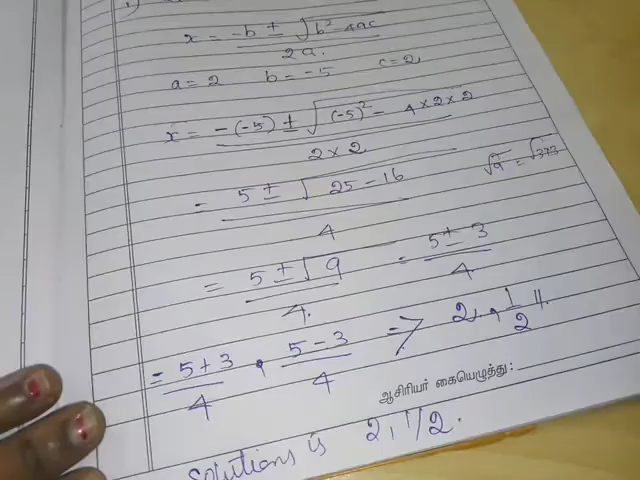 i)
x = -b ± √b² - 4ac / 2a.
a = 2 b = -5 c = 2
x = -(-5) ± √(-5)² - 4 × 2 × 2 / 2 × 2
= 5 ± √25 - 16 / 4
√9 = √3×3
= 5 ± √9 / 4. = 5 ± 3 / 4
= 5 + 3 / 4 , 5 - 3 / 4 => 2 , 1/2 //.
ஆசிரியர் கையெழுத்து:
Solutions is 2, 1/2.